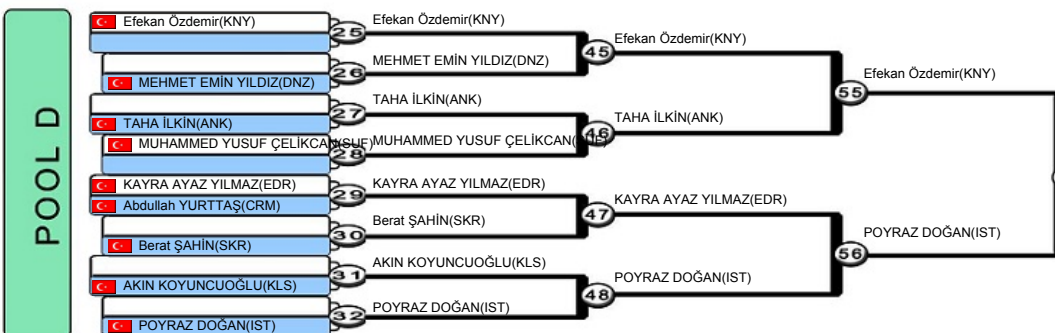 POOL D
Efekan Özdemir(KNY)
MEHMET EMİN YILDIZ(DNZ)
TAHA İLKİN(ANK)
MUHAMMED YUSUF ÇELİKCAN(SUF)
KAYRA AYAZ YILMAZ(EDR)
Abdullah YURTTAŞ(CRM)
Berat ŞAHİN(SKR)
AKIN KOYUNCUOĞLU(KLS)
POYRAZ DOĞAN(IST)
25
26
27
28
29
30
31
32
Efekan Özdemir(KNY)
MEHMET EMİN YILDIZ(DNZ)
TAHA İLKİN(ANK)
MUHAMMED YUSUF ÇELİKCAN(SUF)
KAYRA AYAZ YILMAZ(EDR)
Berat ŞAHİN(SKR)
AKIN KOYUNCUOĞLU(KLS)
POYRAZ DOĞAN(IST)
45
46
47
48
Efekan Özdemir(KNY)
TAHA İLKİN(ANK)
KAYRA AYAZ YILMAZ(EDR)
POYRAZ DOĞAN(IST)
55
56
Efekan Özdemir(KNY)
POYRAZ DOĞAN(IST)